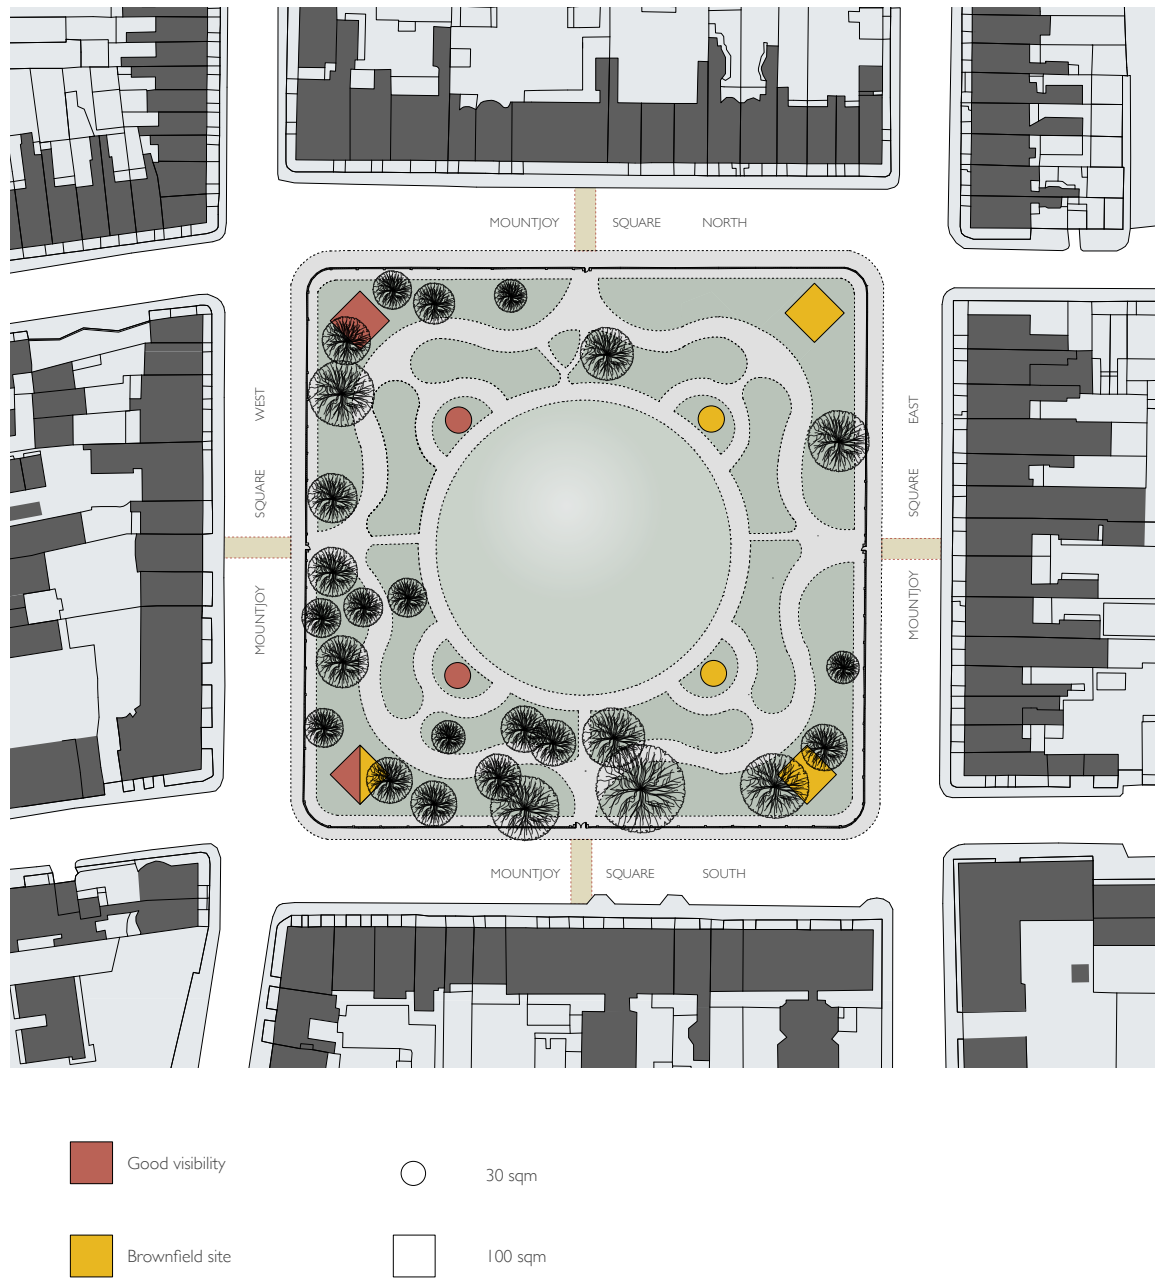 MOUNTJOY SQUARE NORTH
WEST
SQUARE
MOUNTJOY
EAST
SQUARE
MOUNTJOY
MOUNTJOY SQUARE SOUTH
Good visibility
30 sqm
Brownfield site
100 sqm